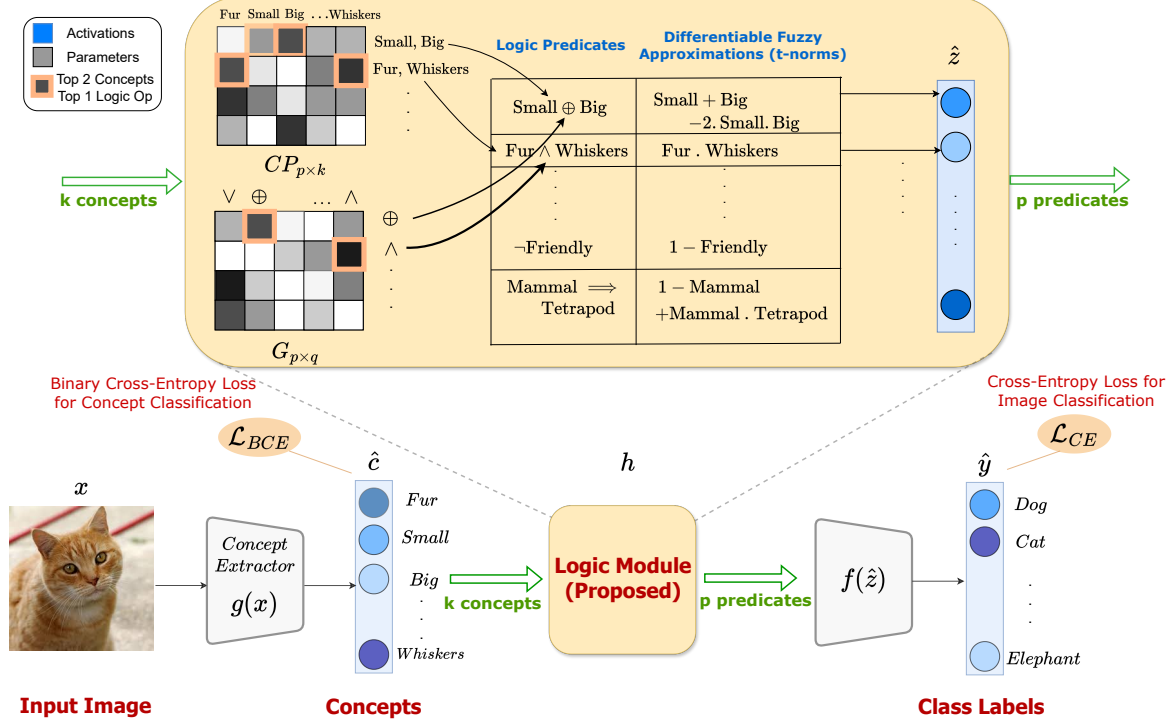 Activations
Parameters
Top 2 Concepts
Top 1 Logic Op
Fur Small Big ...Whiskers
Small, Big
Fur, Whiskers
.
.
.
CP_{p×k}
∨ ⊕ ... ∧
⊕
∧
.
.
.
G_{p×q}
Logic Predicates
Differentiable Fuzzy
Approximations (t-norms)
Small ⊕ Big
Small + Big
−2. Small. Big
Fur ∧ Whiskers
Fur . Whiskers
.
.
.
.
.
.
¬Friendly
1 − Friendly
Mammal ⟹
Tetrapod
1 − Mammal
+Mammal . Tetrapod
ẑ
k concepts
p predicates
Binary Cross-Entropy Loss
for Concept Classification
ℒ_{BCE}
Cross-Entropy Loss for
Image Classification
ℒ_{CE}
x
ĉ
h
ŷ
Concept
Extractor
g(x)
Fur
Small
Big
.
.
.
Whiskers
k concepts
Logic Module
(Proposed)
p predicates
f(ẑ)
Dog
Cat
.
.
.
Elephant
Input Image
Concepts
Class Labels